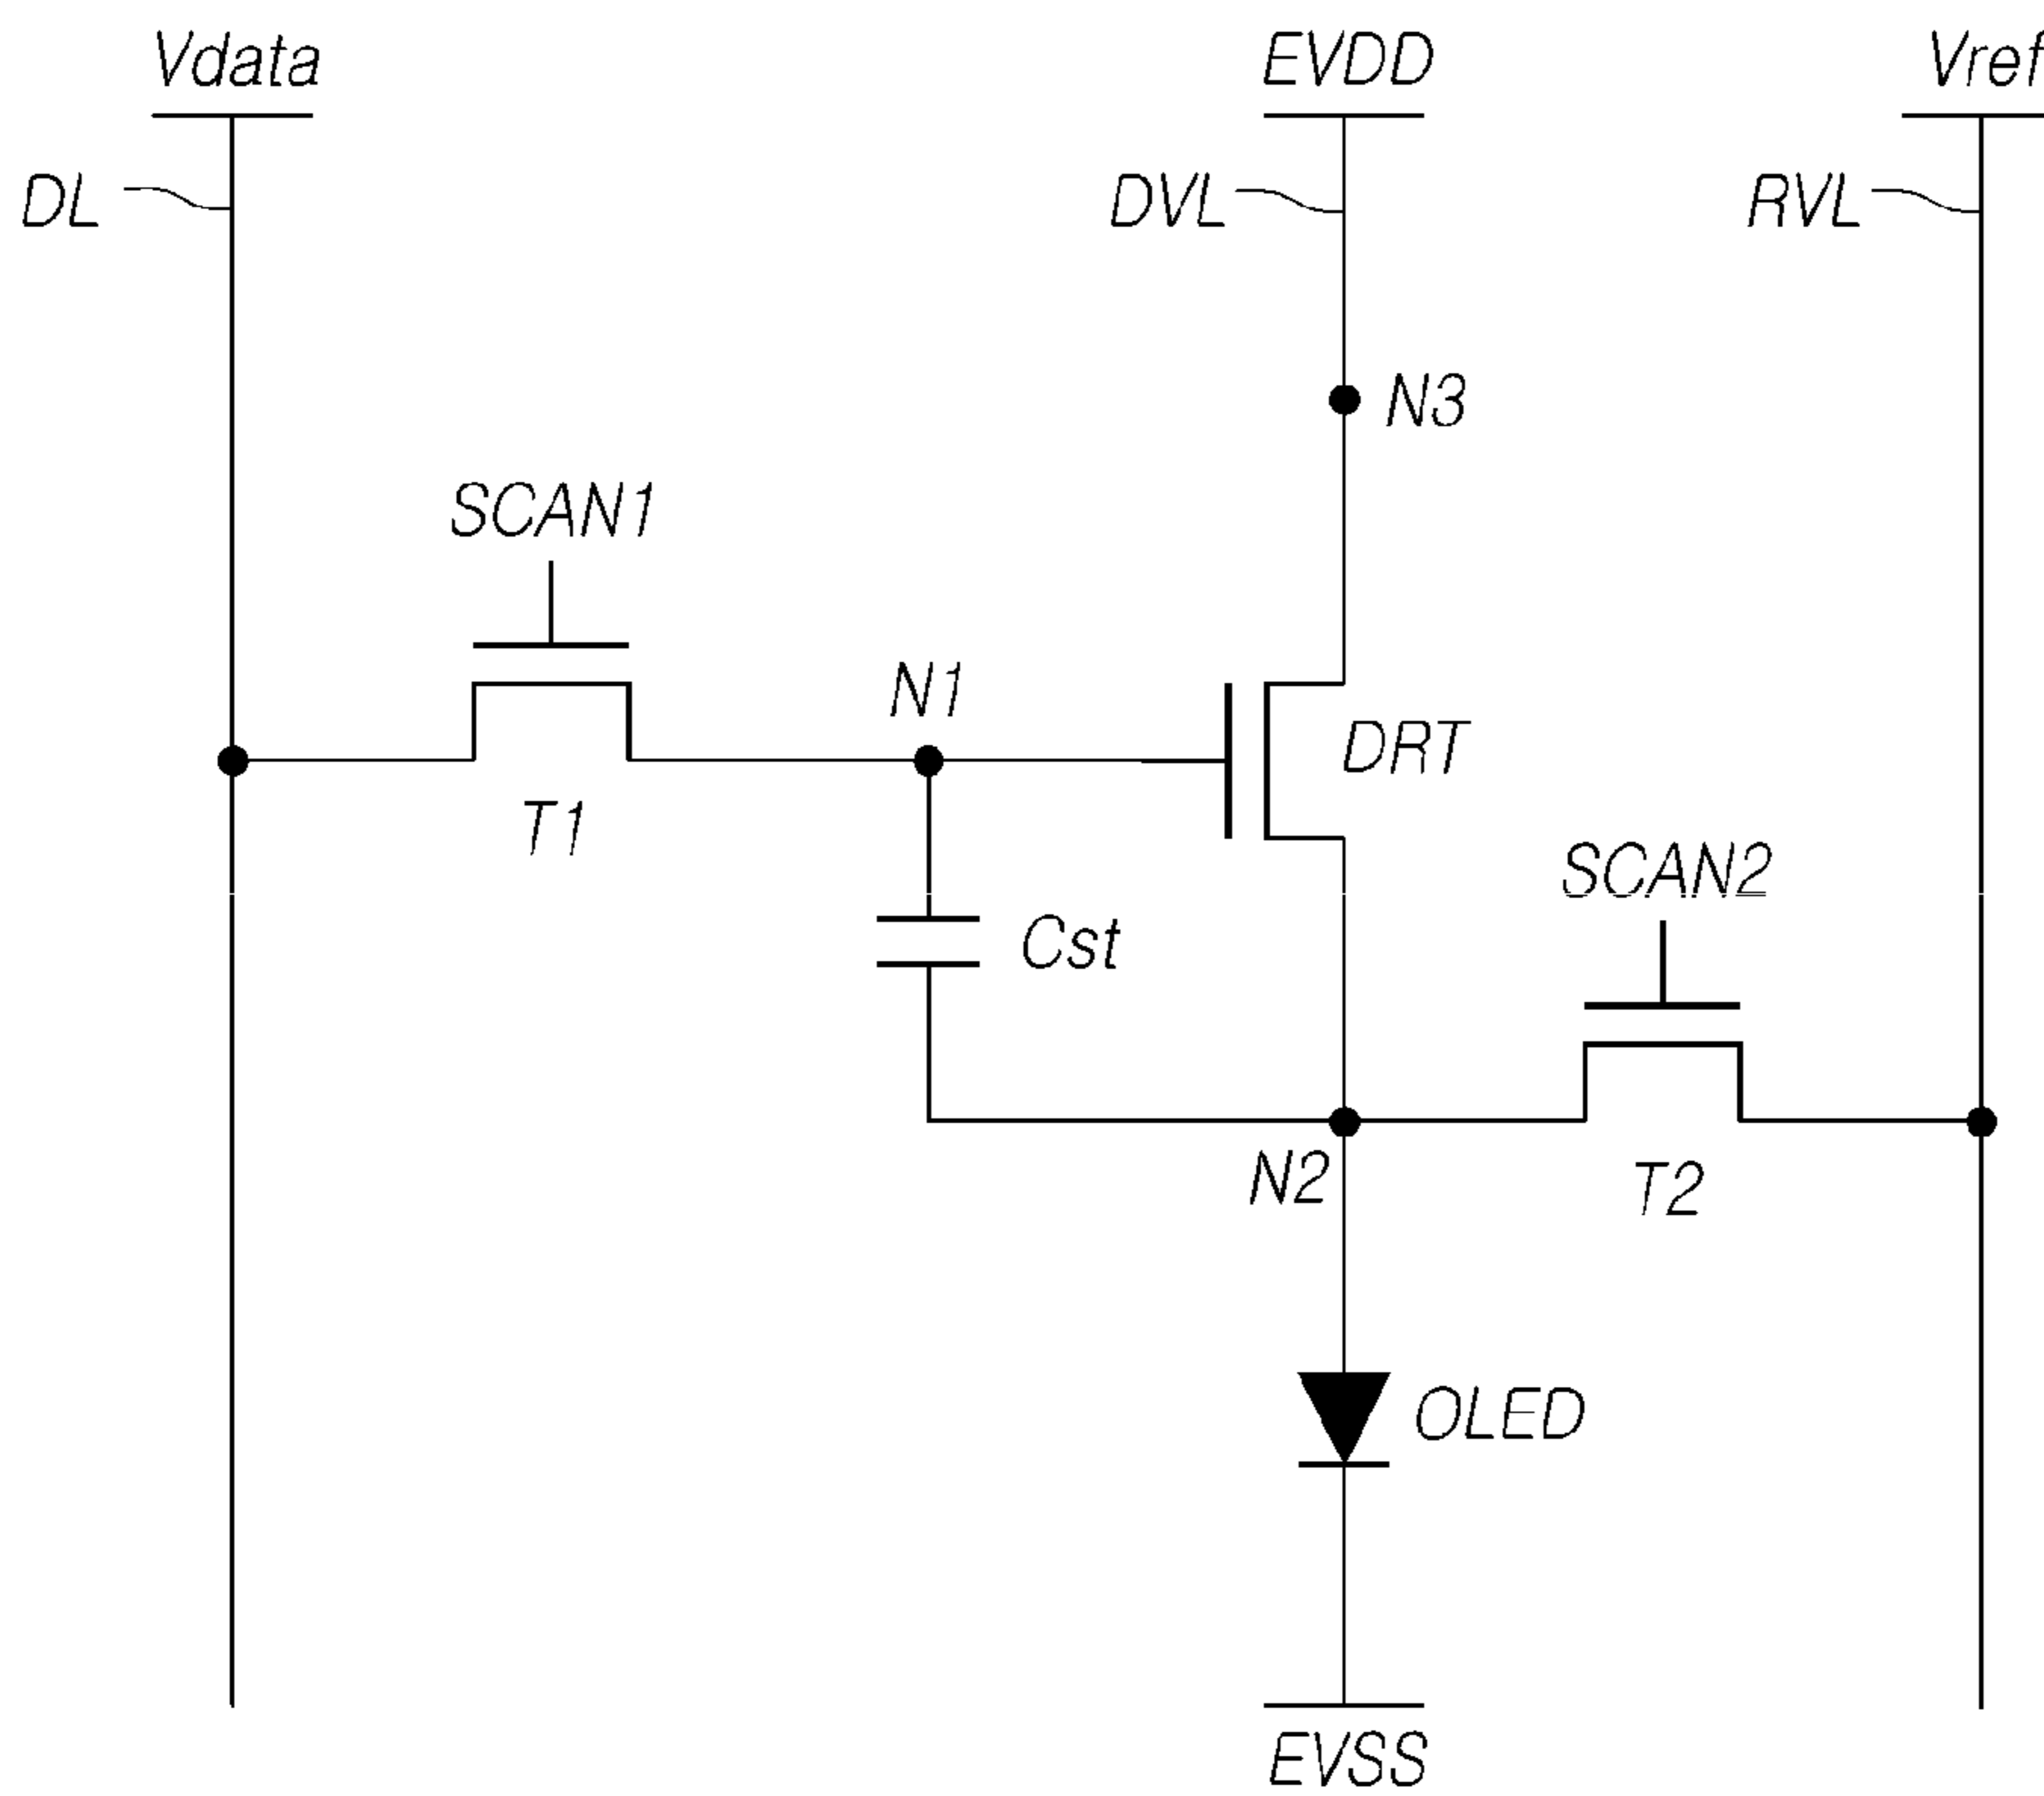 Vdata
EVDD
Vref
DL
DVL
RVL
N3
SCAN1
N1
DRT
T1
SCAN2
Cst
N2
T2
OLED
EVSS